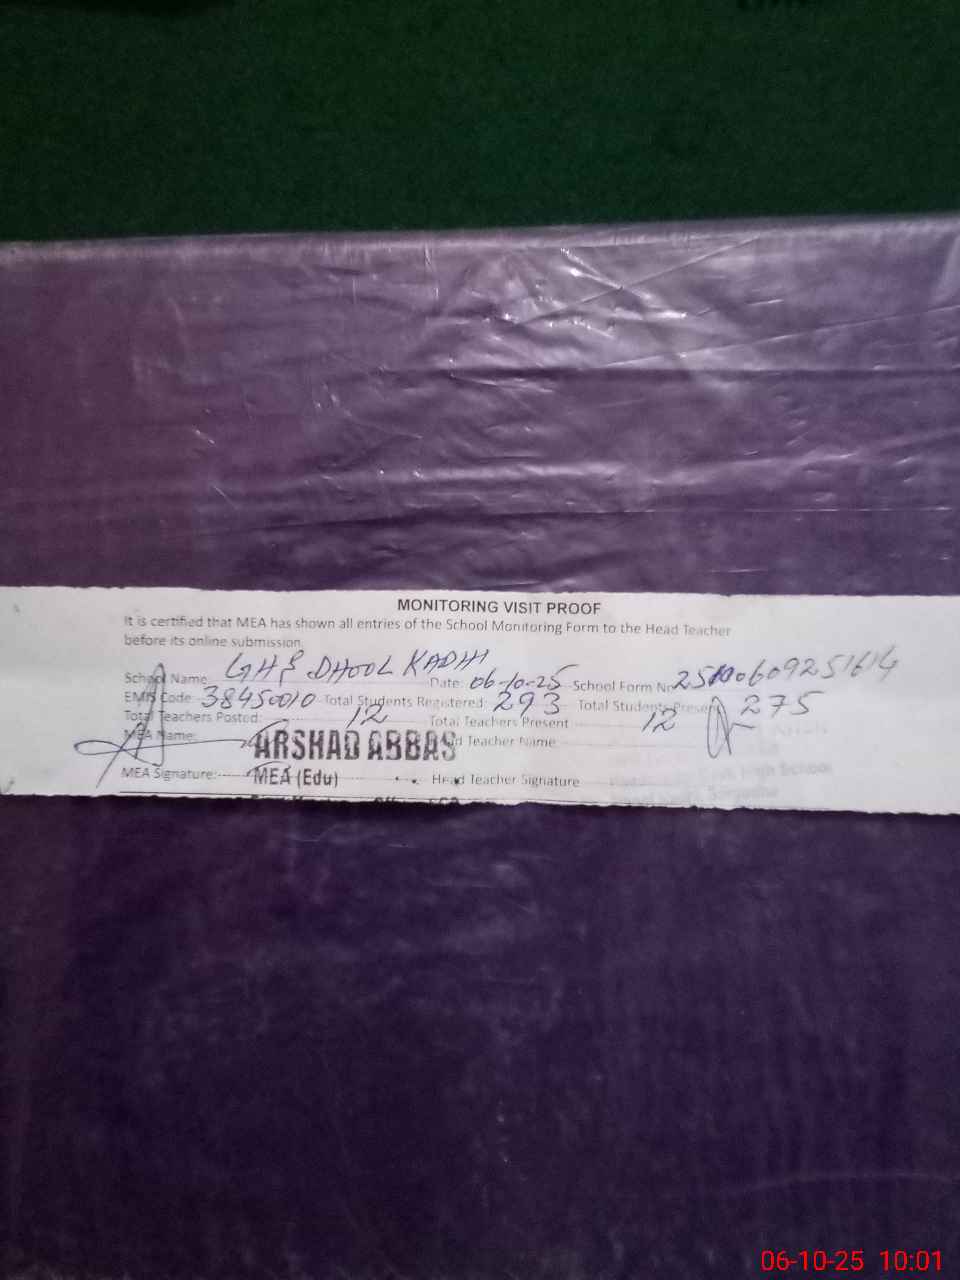 MONITORING VISIT PROOF
It is certified that MEA has shown all entries of the School Monitoring Form to the Head Teacher
before its online submission.
School Name: GHS DHOOL KADHI Date: 06-10-25 School Form No
EMIS Code: 38450010 Total Students Registered: 293 Total Students Present 275
Total Teachers Posted: 12 Total Teachers Present 12
MEA Name: ARSHAD ABBAS d Teacher Name
MEA Signature: MEA (Edu) Head Teacher Signature
High School
06-10-25 10:01